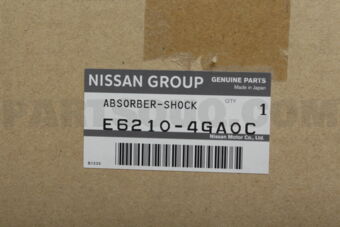 NISSAN GROUP GENUINE PARTS
Made in Japan
ABSORBER-SHOCK QTY 1
E6210-4GA0C
Nissan Motor Co., Ltd.